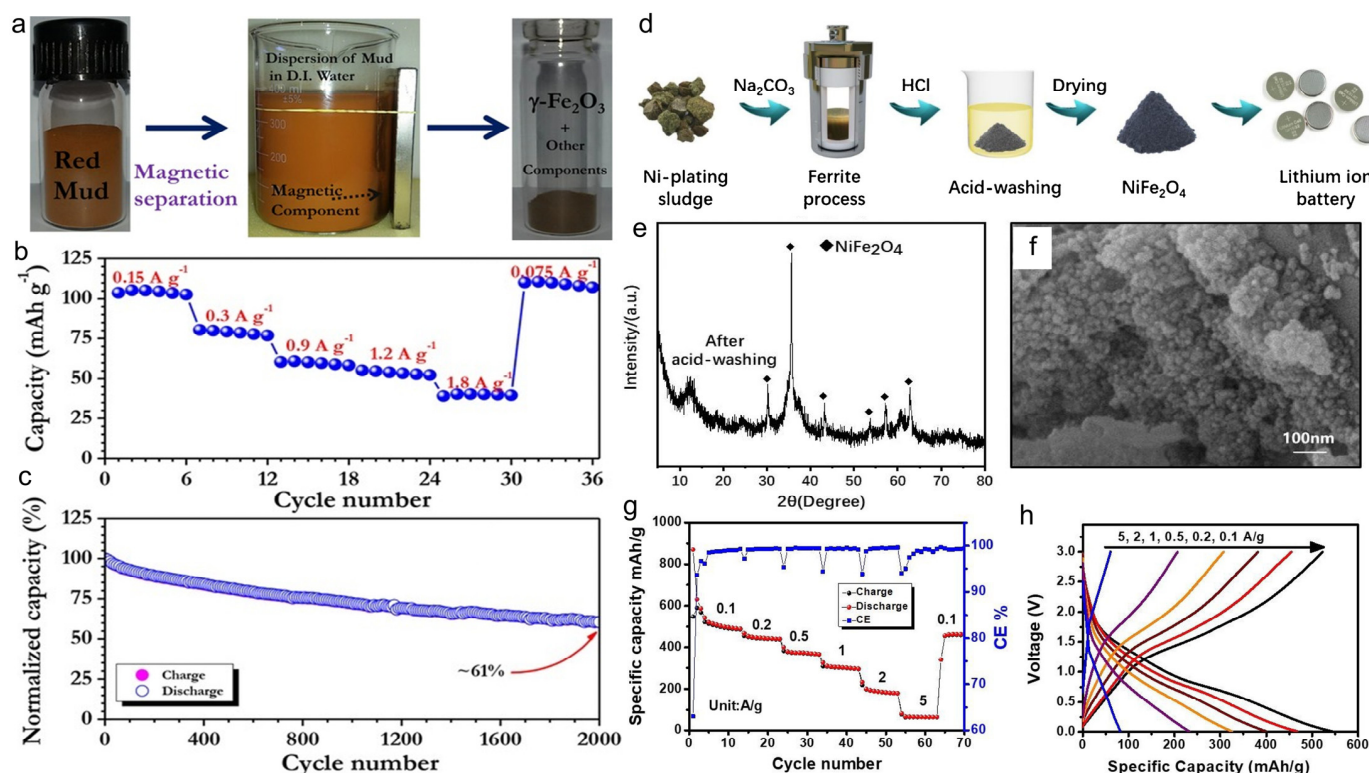 a
Red
Mud
Magnetic
separation
Dispersion of Mud
in D.I. Water
400 ml
±5%
300
200
Magnetic
Component
γ-Fe₂O₃
+
Other
Components
b
Capacity (mAh g⁻¹)
125
100
75
50
25
0
0.15 A g⁻¹
0.3 A g⁻¹
0.9 A g⁻¹
1.2 A g⁻¹
1.8 A g⁻¹
0.075 A g⁻¹
0 6 12 18 24 30 36
Cycle number
c
Normalized capacity (%)
125
100
75
50
25
0
Charge
Discharge
~61%
0 400 800 1200 1600 2000
Cycle number
d
Na₂CO₃
HCl
Drying
Ni-plating
sludge
Ferrite
process
Acid-washing
NiFe₂O₄
Lithium ion
battery
e
Intensity/(a.u.)
◆NiFe₂O₄
After
acid-washing
10 20 30 40 50 60 70 80
2θ(Degree)
f
100nm
g
Specific capacity mAh/g
1000
800
600
400
200
0
0.1
0.2
0.5
1
2
5
0.1
Charge
Discharge
CE
Unit:A/g
100
90
80
70
60
CE %
0 10 20 30 40 50 60 70
Cycle number
h
Voltage (V)
3.0
2.5
2.0
1.5
1.0
0.5
0.0
5, 2, 1, 0.5, 0.2, 0.1 A/g
0 100 200 300 400 500 600
Specific Capacity (mAh/g)